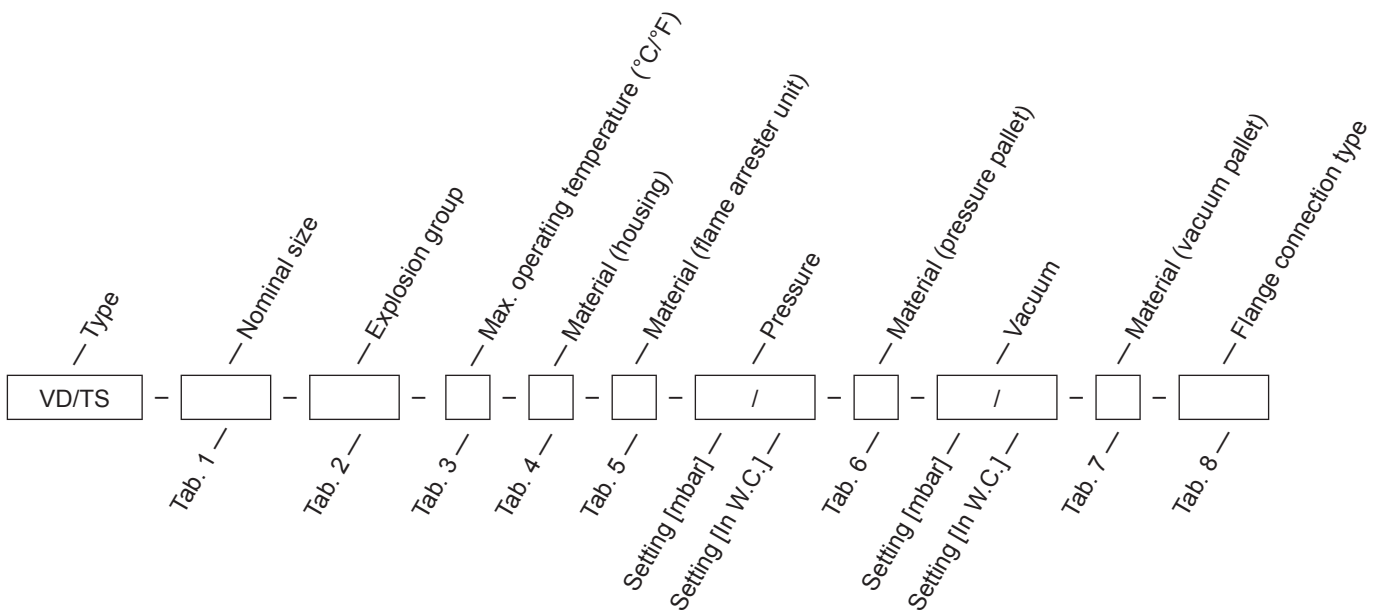 Type
Nominal size
Explosion group
Max. operating temperature (°C/°F)
Material (housing)
Material (flame arrester unit)
Pressure
Material (pressure pallet)
Vacuum
Material (vacuum pallet)
Flange connection type
VD/TS – – – – – – / – – / – –
Tab. 1
Tab. 2
Tab. 3
Tab. 4
Tab. 5
Setting [mbar]
Setting [In W.C.]
Tab. 6
Setting [mbar]
Setting [In W.C.]
Tab. 7
Tab. 8